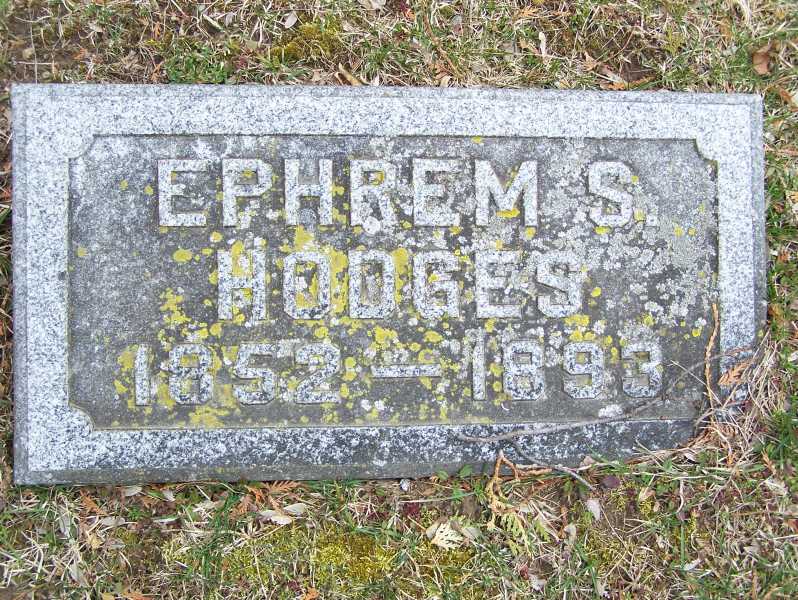 EPHREM S.
HODGES
1852 — 1893